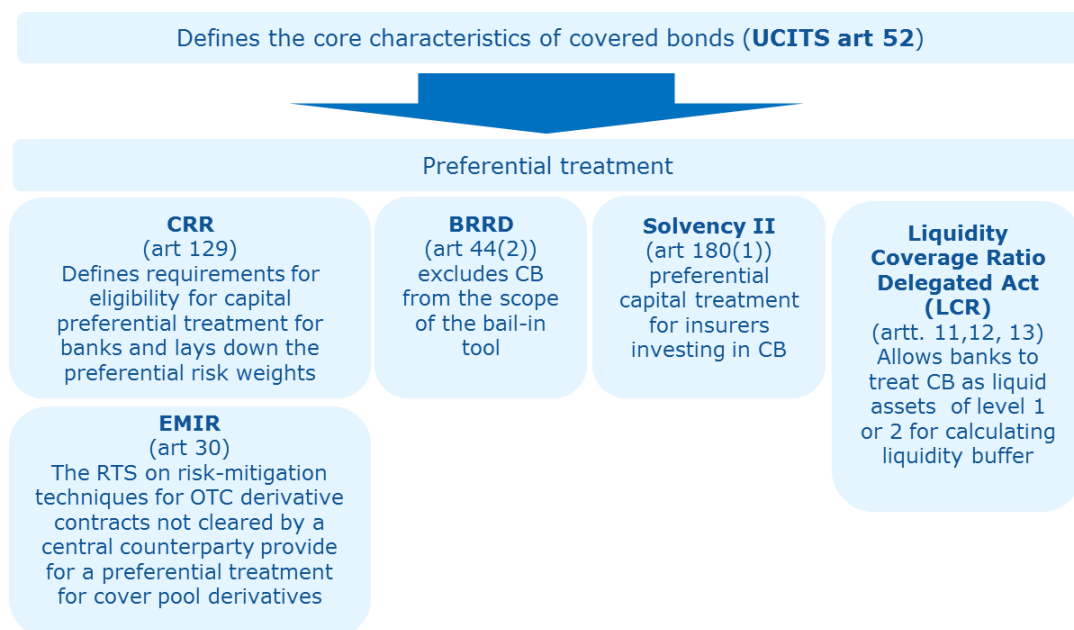 Defines the core characteristics of covered bonds (UCITS art 52)
Preferential treatment
CRR
(art 129)
Defines requirements for
eligibility for capital
preferential treatment for
banks and lays down the
preferential risk weights
BRRD
(art 44(2))
excludes CB
from the scope
of the bail-in
tool
Solvency II
(art 180(1))
preferential
capital treatment
for insurers
investing in CB
Liquidity
Coverage Ratio
Delegated Act
(LCR)
(artt. 11,12, 13)
Allows banks to
treat CB as liquid
assets of level 1
or 2 for calculating
liquidity buffer
EMIR
(art 30)
The RTS on risk-mitigation
techniques for OTC derivative
contracts not cleared by a
central counterparty provide
for a preferential treatment
for cover pool derivatives